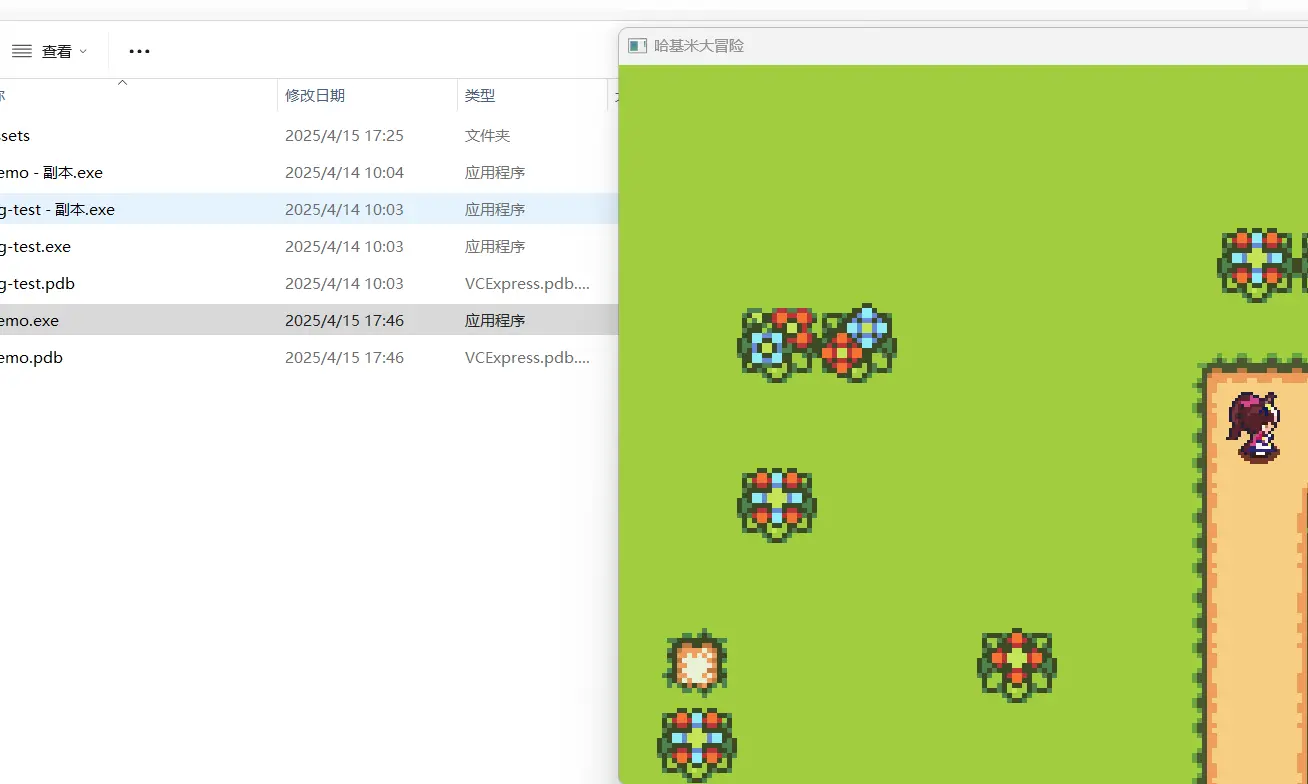 查看
哈基米大冒险
修改日期
类型
sets
2025/4/15 17:25
文件夹
emo - 副本.exe
2025/4/14 10:04
应用程序
g-test - 副本.exe
2025/4/14 10:03
应用程序
g-test.exe
2025/4/14 10:03
应用程序
g-test.pdb
2025/4/14 10:03
VCExpress.pdb....
emo.exe
2025/4/15 17:46
应用程序
emo.pdb
2025/4/15 17:46
VCExpress.pdb....